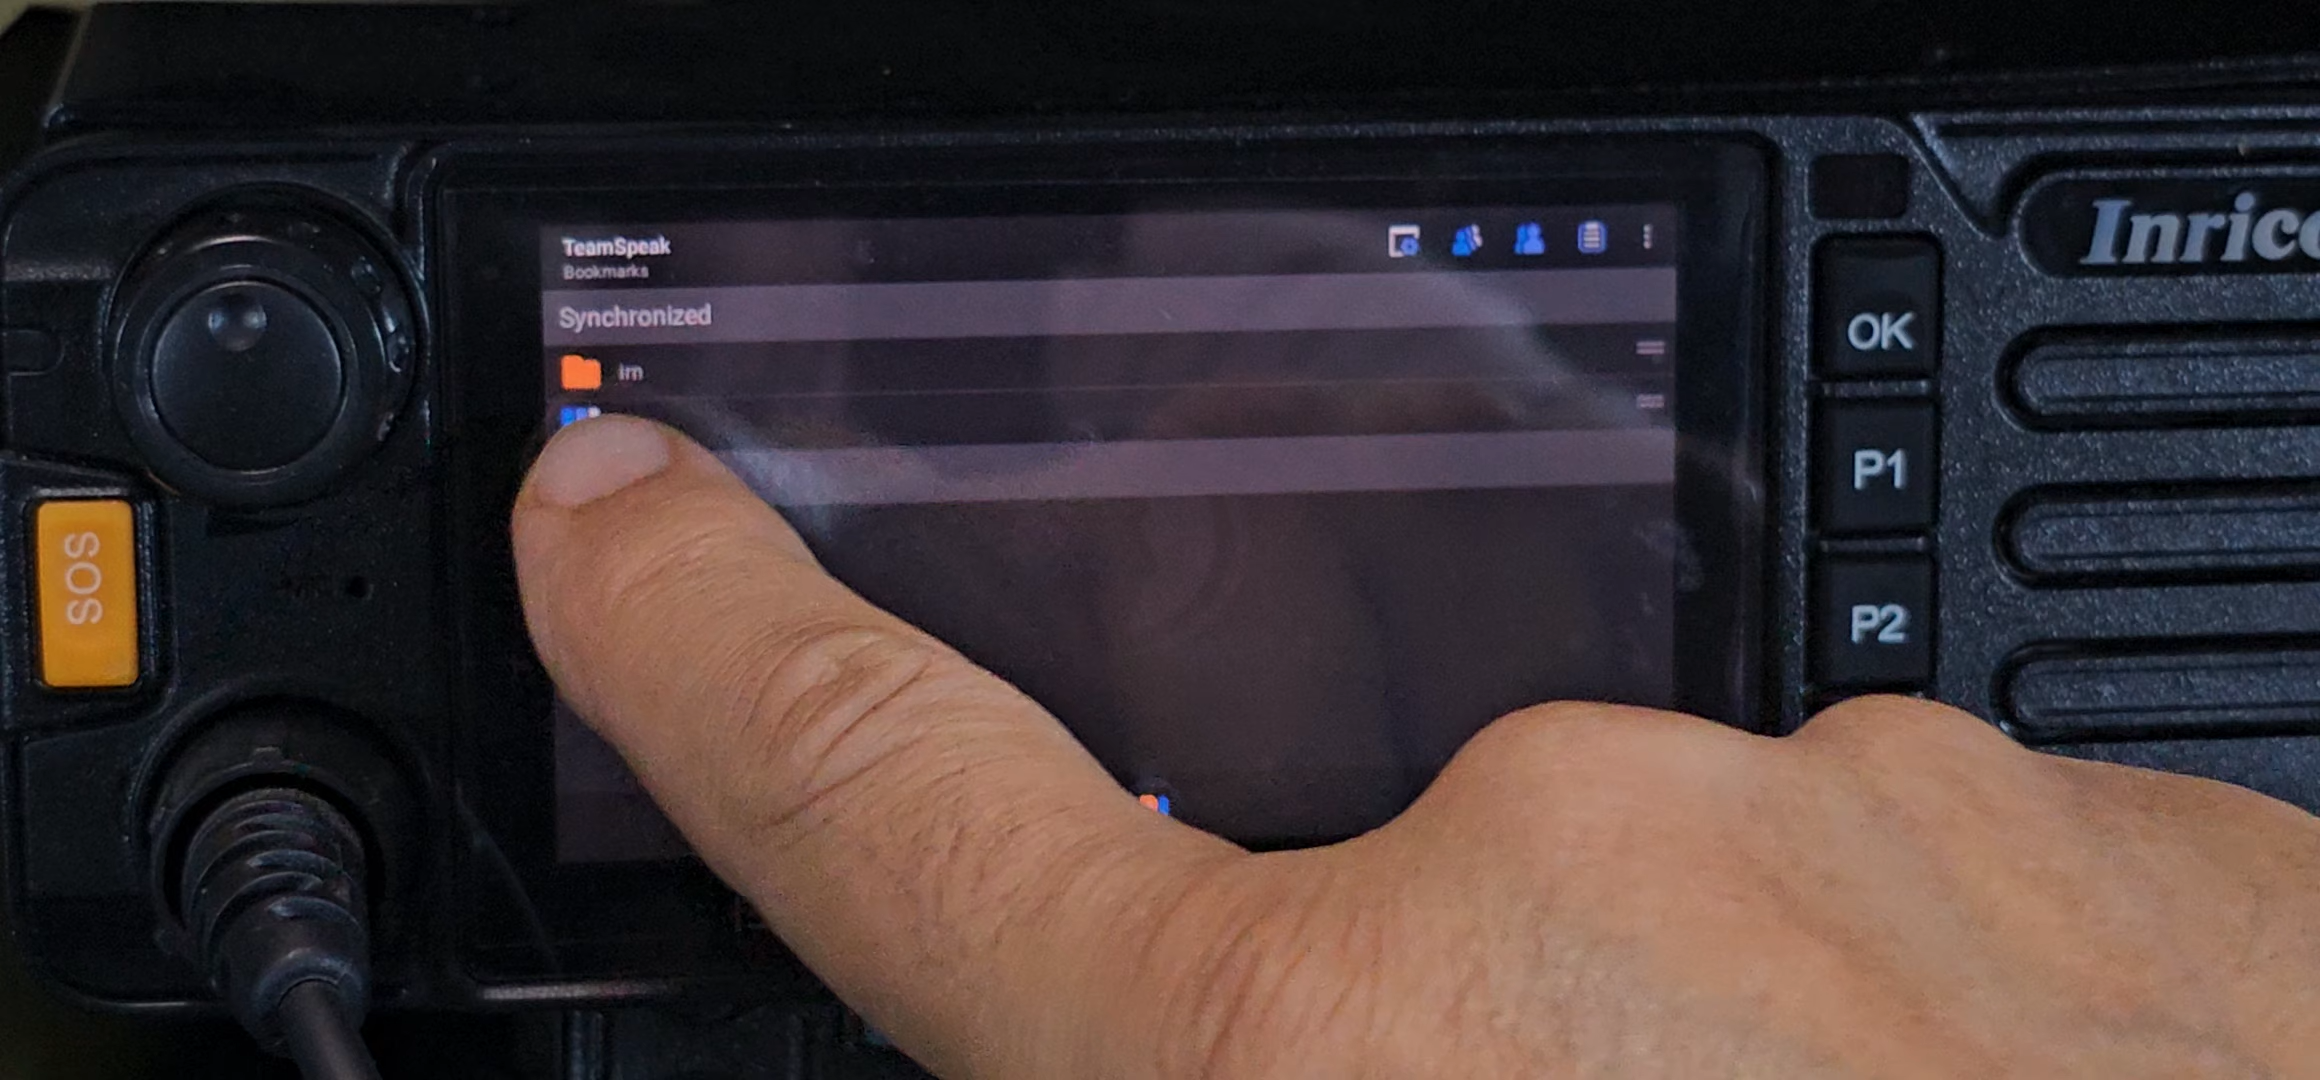 TeamSpeak
Bookmarks
Synchronized
irn
Inrico
OK
P1
P2
SOS